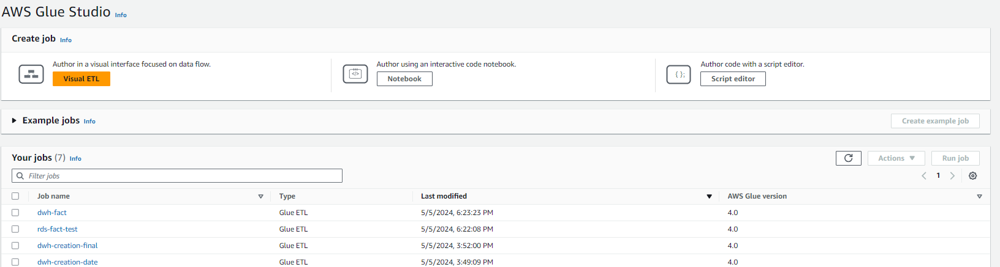 AWS Glue Studio Info
Create job Info
Author in a visual interface focused on data flow.
Visual ETL
Author using an interactive code notebook.
Notebook
Author code with a script editor.
Script editor
Example jobs Info
Create example job
Your jobs (7) Info
Actions
Run job
Filter jobs
1
Job name Type Last modified AWS Glue version
dwh-fact Glue ETL 5/5/2024, 6:23:23 PM 4.0
rds-fact-test Glue ETL 5/5/2024, 6:22:08 PM 4.0
dwh-creation-final Glue ETL 5/5/2024, 3:52:00 PM 4.0
dwh-creation-date Glue ETL 5/5/2024, 3:49:09 PM 4.0